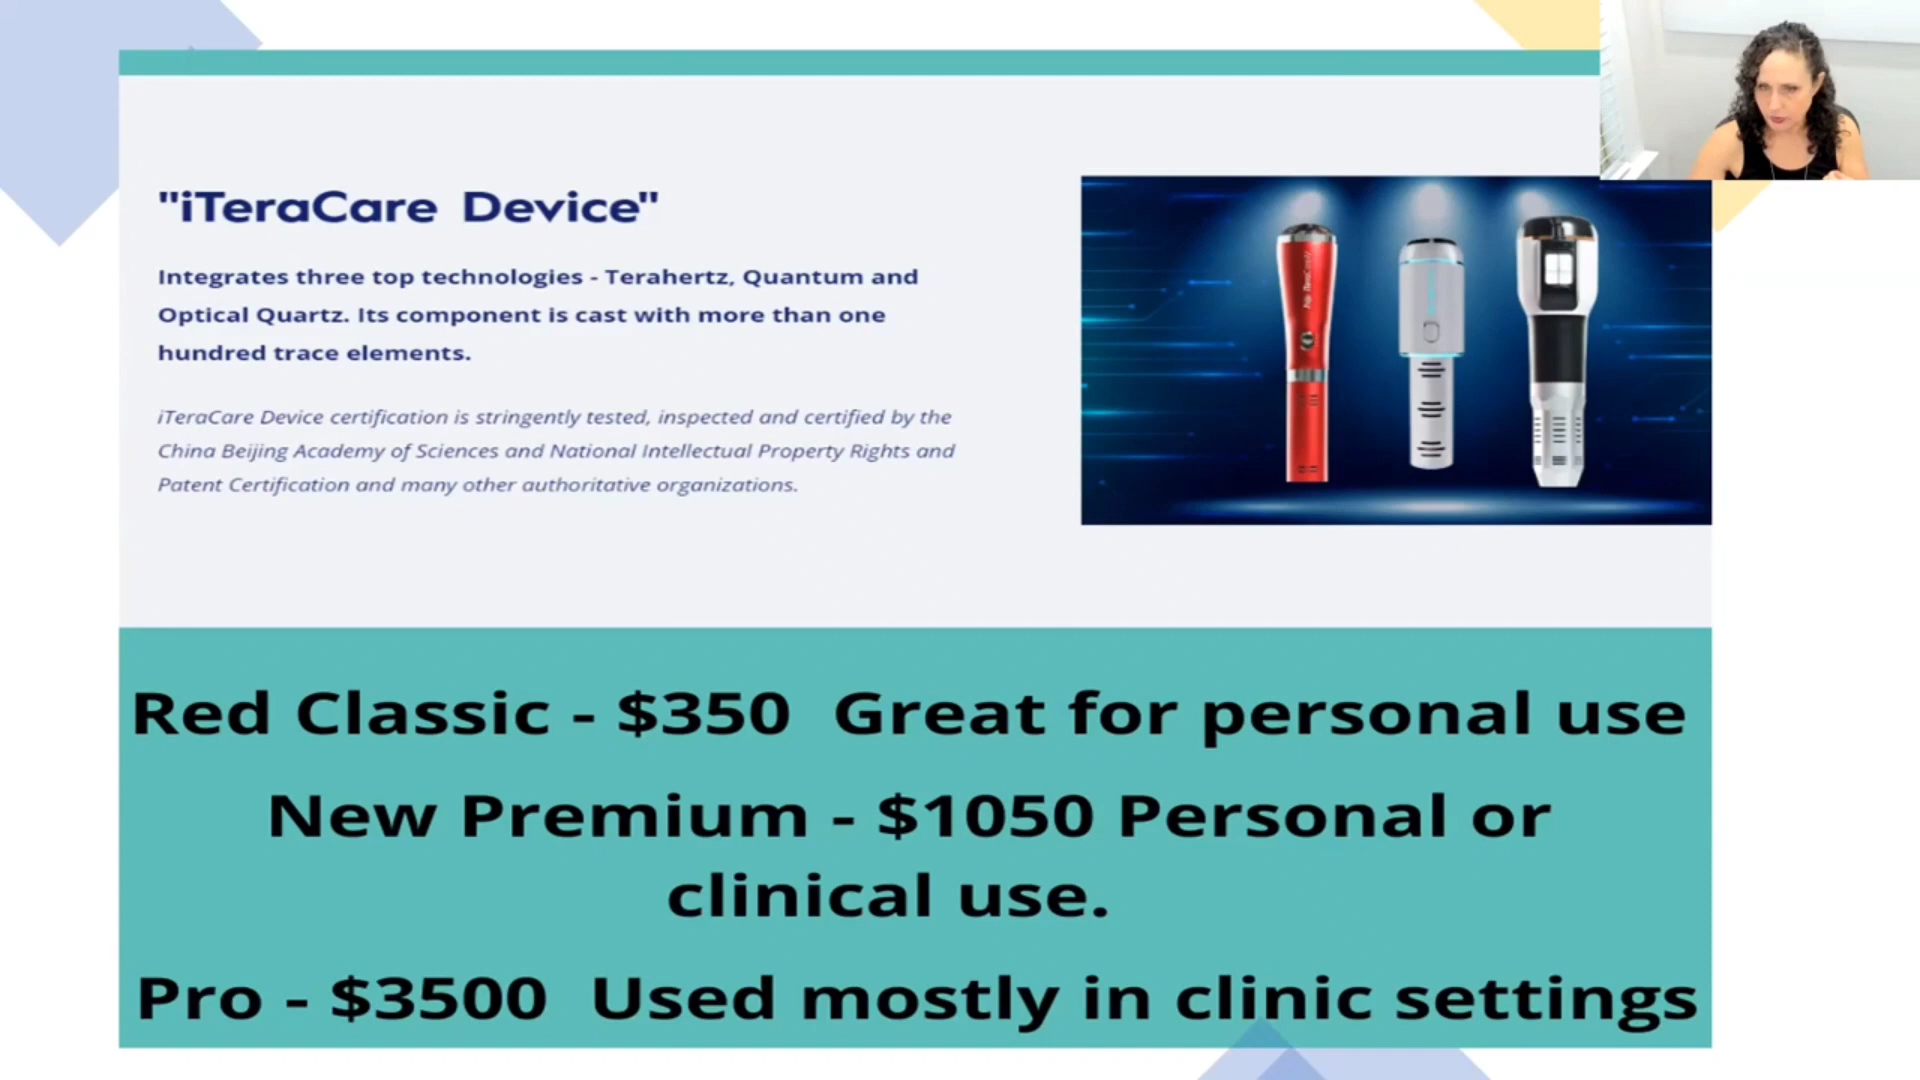 "iTeraCare Device"
Integrates three top technologies - Terahertz, Quantum and
Optical Quartz. Its component is cast with more than one
hundred trace elements.
iTeraCare Device certification is stringently tested, inspected and certified by the
China Beijing Academy of Sciences and National Intellectual Property Rights and
Patent Certification and many other authoritative organizations.
Red Classic - $350  Great for personal use
New Premium - $1050 Personal or
clinical use.
Pro - $3500  Used mostly in clinic settings